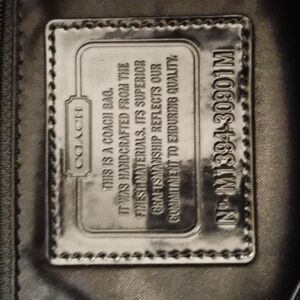 COACH
THIS IS A COACH BAG.
IT WAS HANDCRAFTED FROM THE
FINEST MATERIALS. ITS SUPERIOR
CRAFTSMANSHIP REFLECTS OUR
COMMITMENT TO ENDURING QUALITY.
No M1394-30901M